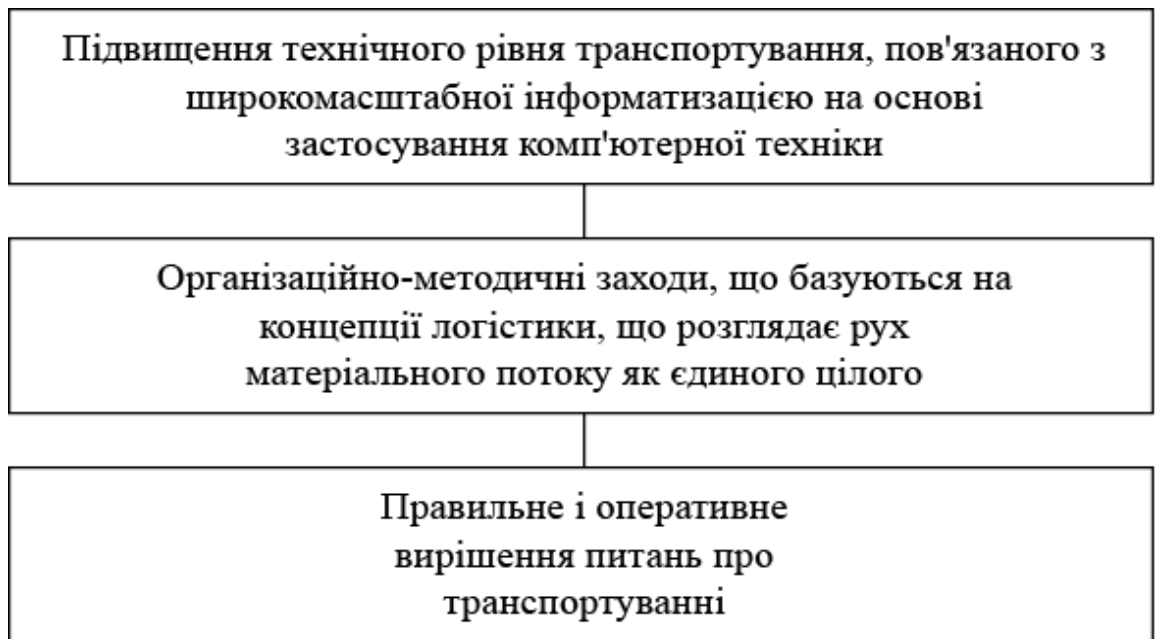 Підвищення технічного рівня транспортування, пов'язаного з
широкомасштабної інформатизацією на основі
застосування комп'ютерної техніки
Організаційно-методичні заходи, що базуються на
концепції логістики, що розглядає рух
матеріального потоку як єдиного цілого
Правильне і оперативне
вирішення питань про
транспортуванні